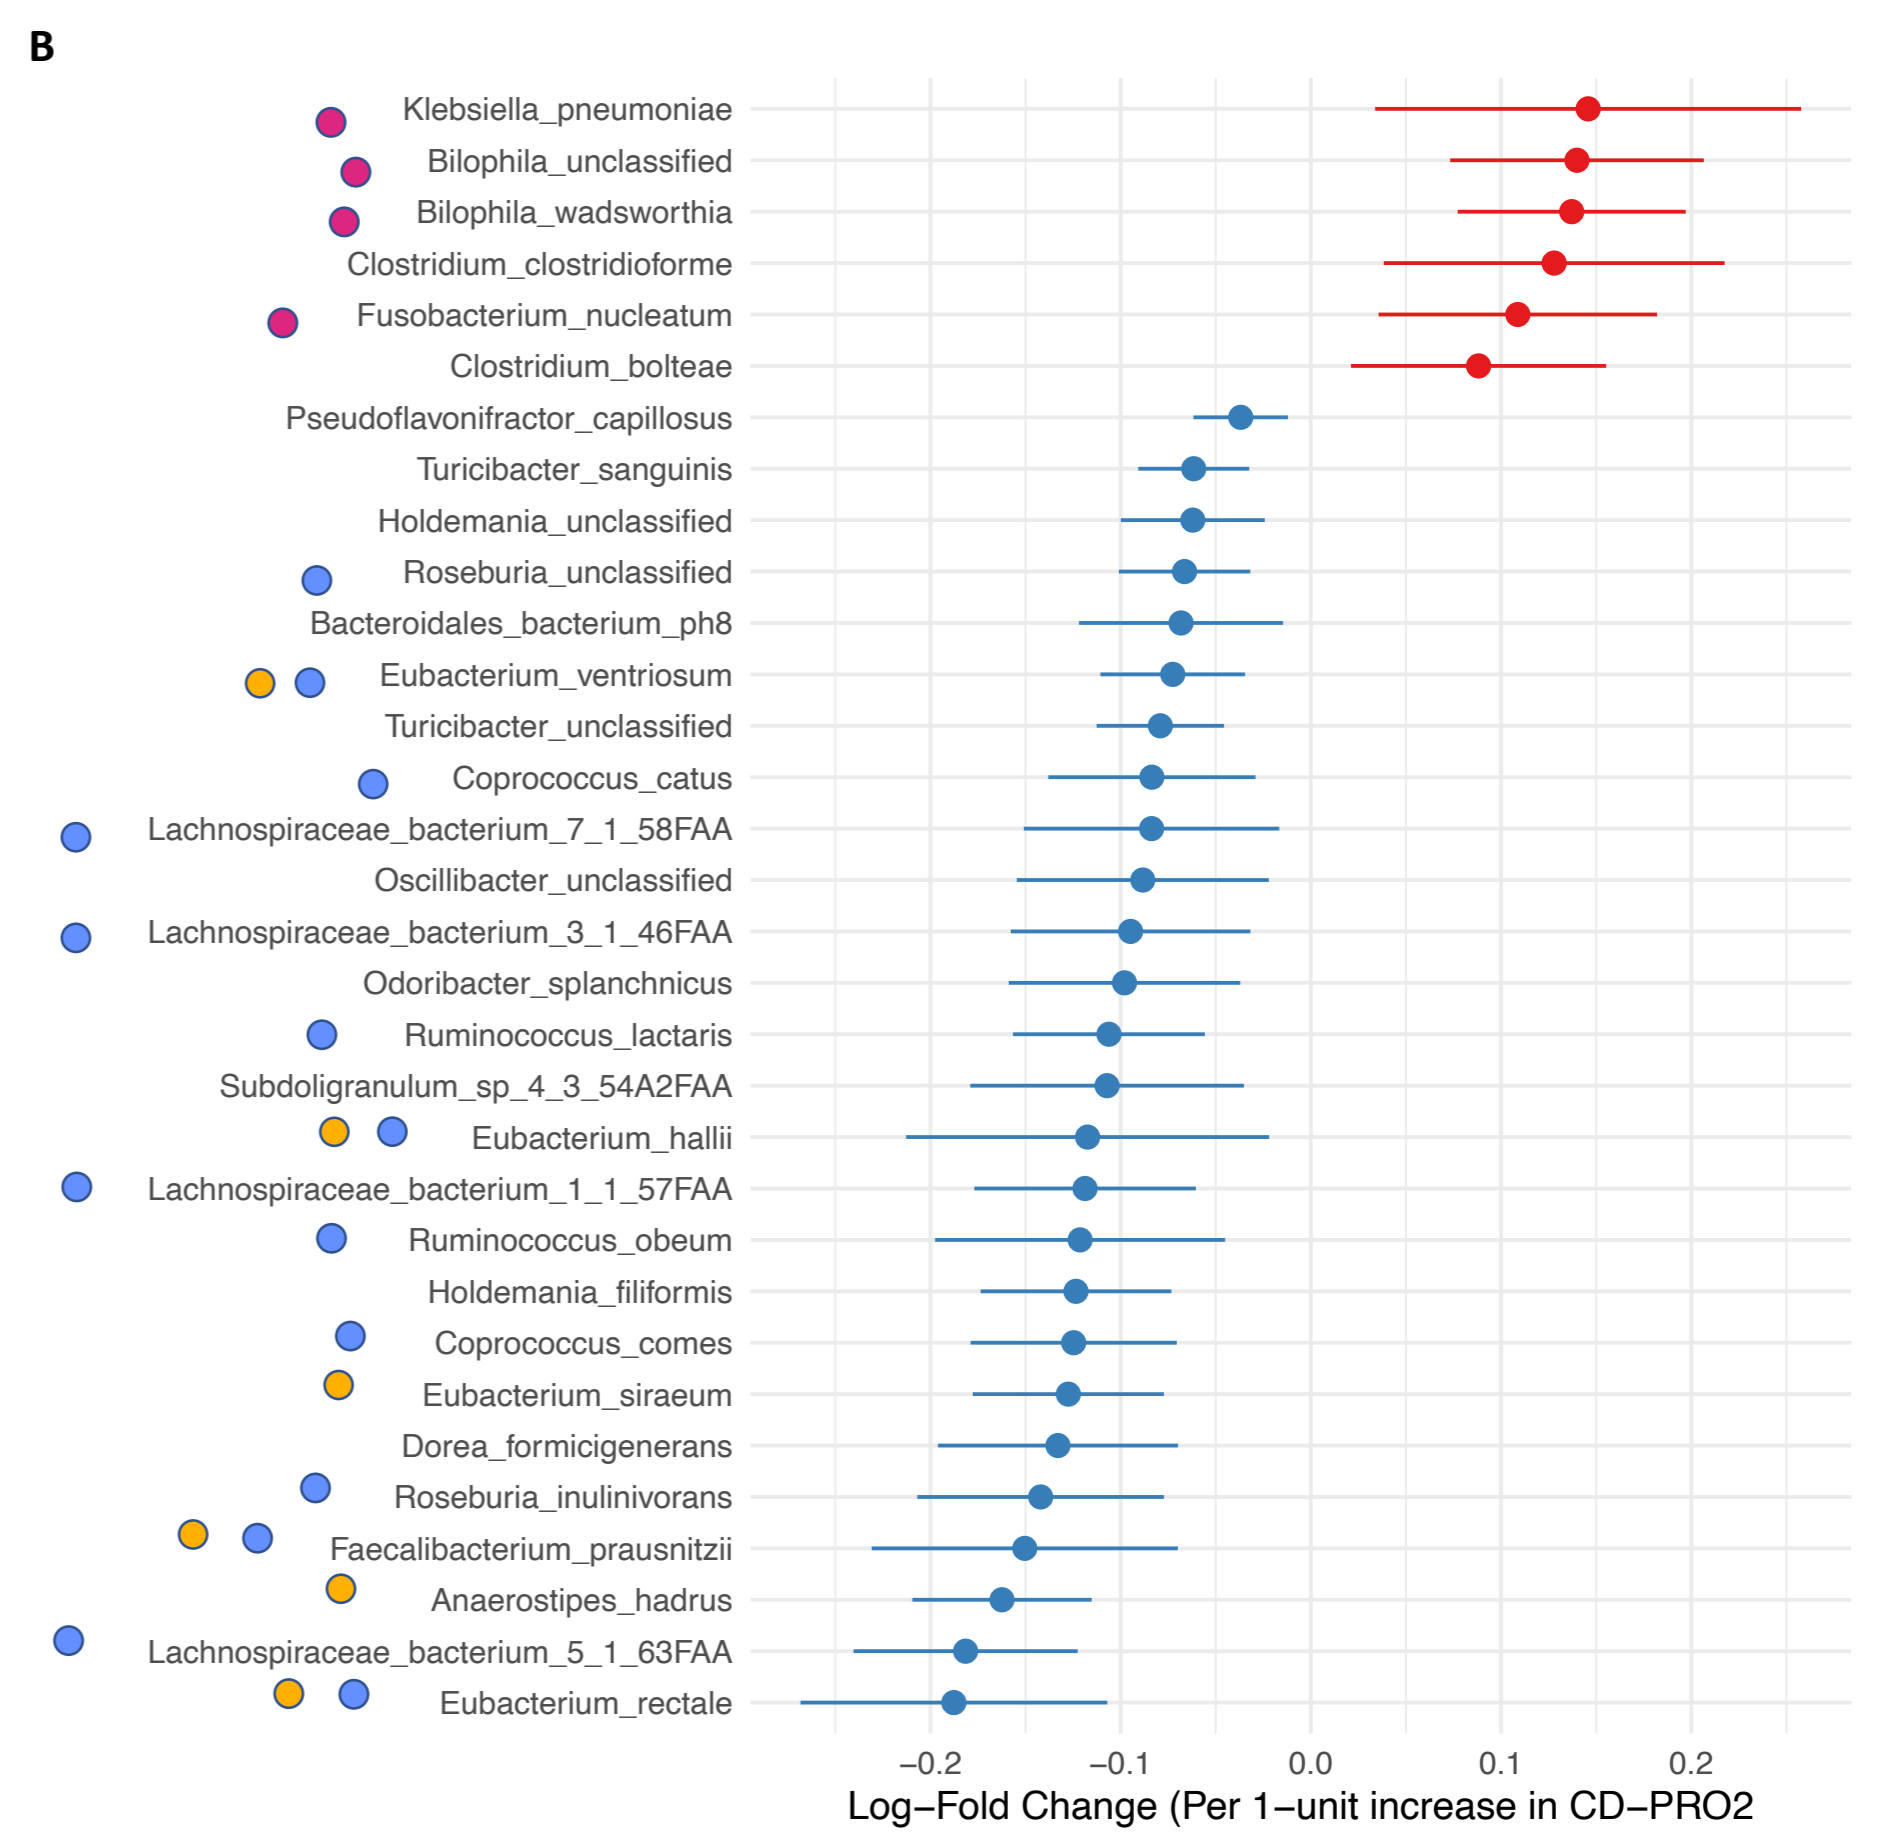 B
Klebsiella_pneumoniae
Bilophila_unclassified
Bilophila_wadsworthia
Clostridium_clostridioforme
Fusobacterium_nucleatum
Clostridium_bolteae
Pseudoflavonifractor_capillosus
Turicibacter_sanguinis
Holdemania_unclassified
Roseburia_unclassified
Bacteroidales_bacterium_ph8
Eubacterium_ventriosum
Turicibacter_unclassified
Coprococcus_catus
Lachnospiraceae_bacterium_7_1_58FAA
Oscillibacter_unclassified
Lachnospiraceae_bacterium_3_1_46FAA
Odoribacter_splanchnicus
Ruminococcus_lactaris
Subdoligranulum_sp_4_3_54A2FAA
Eubacterium_hallii
Lachnospiraceae_bacterium_1_1_57FAA
Ruminococcus_obeum
Holdemania_filiformis
Coprococcus_comes
Eubacterium_siraeum
Dorea_formicigenerans
Roseburia_inulinivorans
Faecalibacterium_prausnitzii
Anaerostipes_hadrus
Lachnospiraceae_bacterium_5_1_63FAA
Eubacterium_rectale
−0.2 −0.1 0.0 0.1 0.2
Log−Fold Change (Per 1−unit increase in CD−PRO2